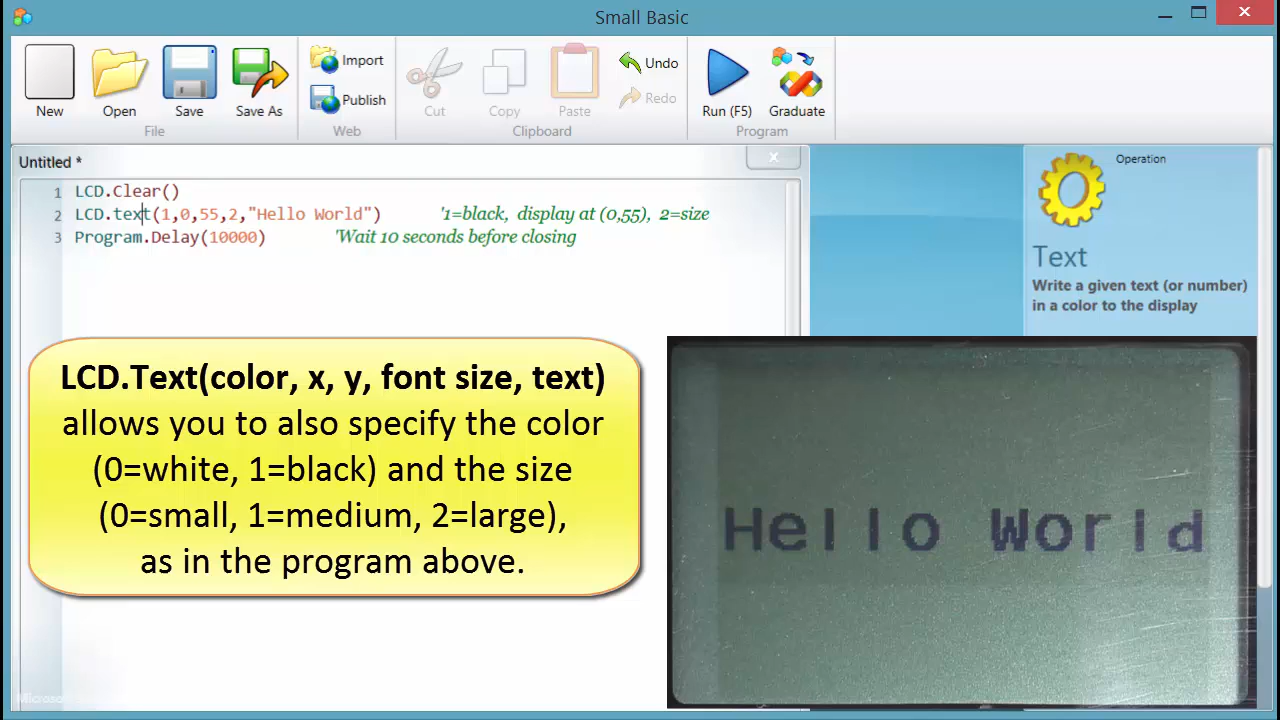 Small Basic
New
Open
Save
Save As
Import
Publish
Cut
Copy
Paste
Undo
Redo
Run (F5)
Graduate
File
Web
Clipboard
Program
Untitled *
1 LCD.Clear()
2 LCD.text(1,0,55,2,"Hello World") '1=black, display at (0,55), 2=size
3 Program.Delay(10000) 'Wait 10 seconds before closing
Operation
Text
Write a given text (or number)
in a color to the display
LCD.Text(color, x, y, font size, text)
allows you to also specify the color
(0=white, 1=black) and the size
(0=small, 1=medium, 2=large),
as in the program above.
Hello World